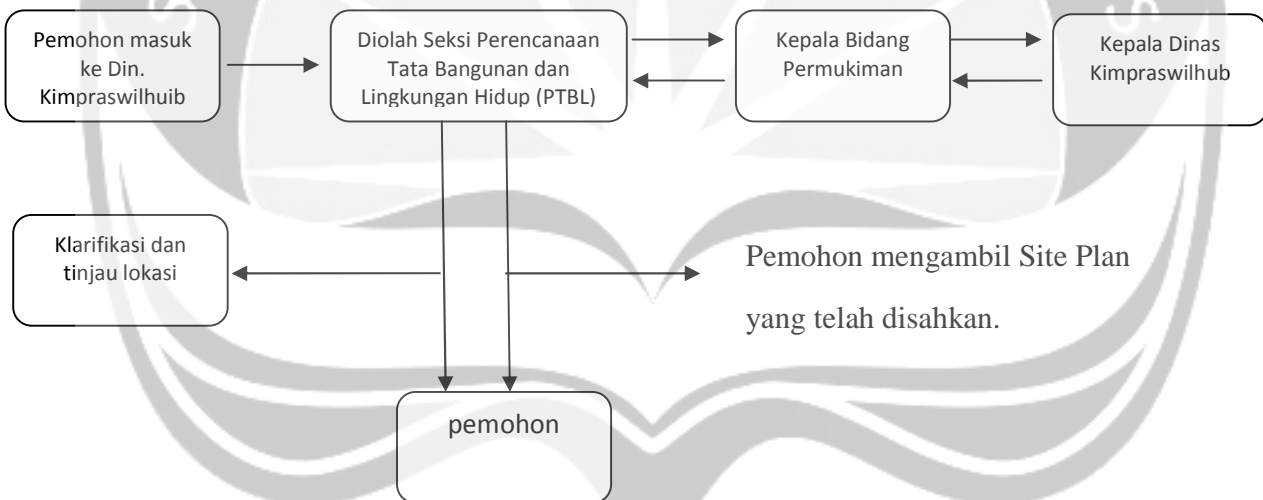 Pemohon masuk
ke Din.
Kimpraswilhuib
Diolah Seksi Perencanaan
Tata Bangunan dan
Lingkungan Hidup (PTBL)
Kepala Bidang
Permukiman
Kepala Dinas
Kimpraswilhub
Klarifikasi dan
tinjau lokasi
Pemohon mengambil Site Plan
yang telah disahkan.
pemohon